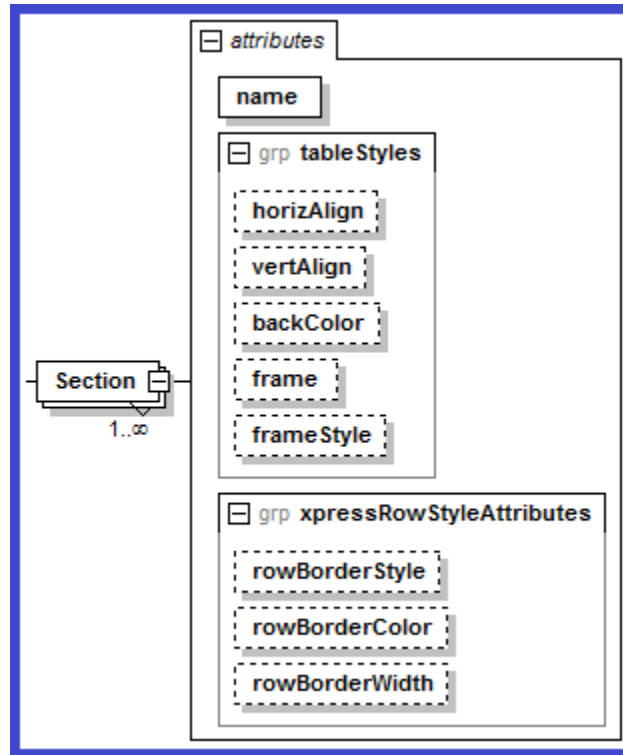 attributes
name
grp tableStyles
horizAlign
vertAlign
backColor
frame
frameStyle
Section
1..∞
grp xpressRowStyleAttributes
rowBorderStyle
rowBorderColor
rowBorderWidth